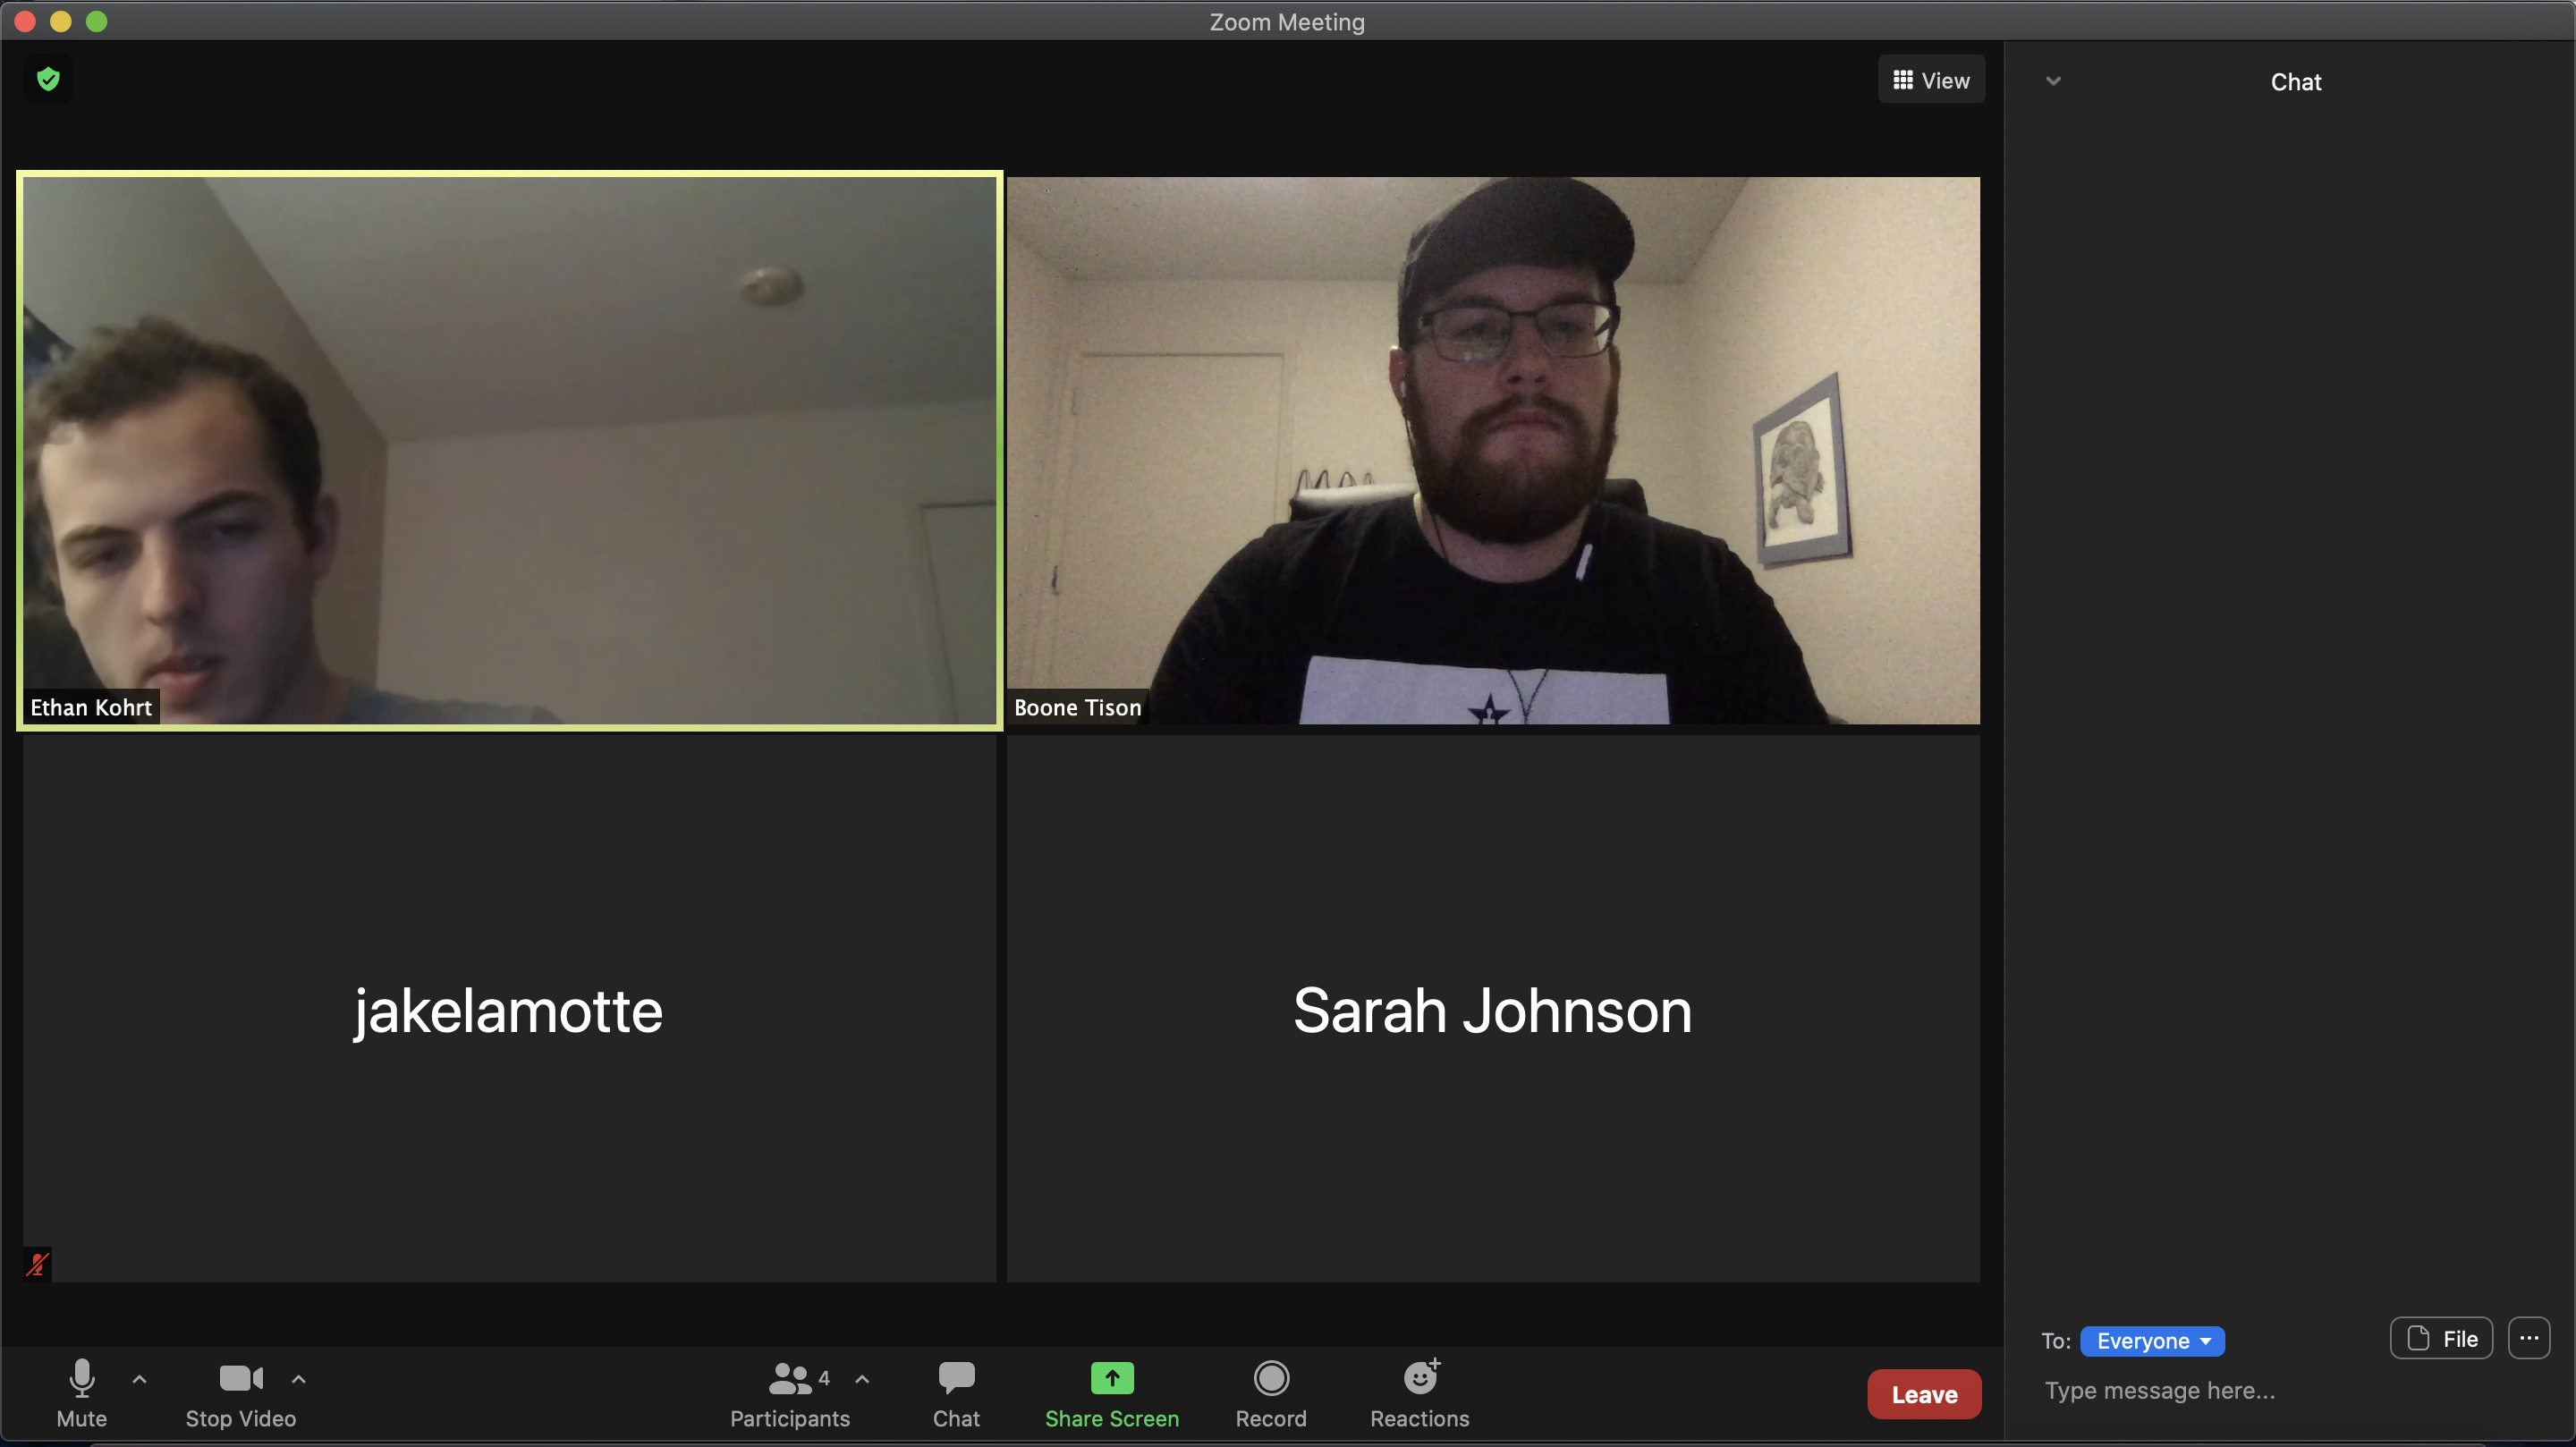 Zoom Meeting
View
Chat
Ethan Kohrt
Boone Tison
jakelamotte
Sarah Johnson
To: Everyone
File
Type message here...
Mute
Stop Video
4
Participants
Chat
Share Screen
Record
Reactions
Leave